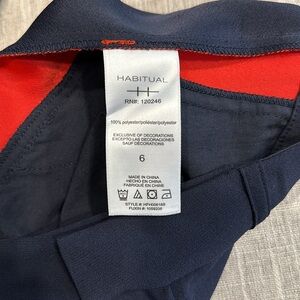 HABITUAL
RN#: 120246
100% polyester/poliéster/polyester
EXCLUSIVE OF DECORATIONS
EXCEPTO LAS DECORACIONES
SAUF DÉCORATIONS
6
MADE IN CHINA
HECHO EN CHINA
FABRIQUÉ EN CHINE